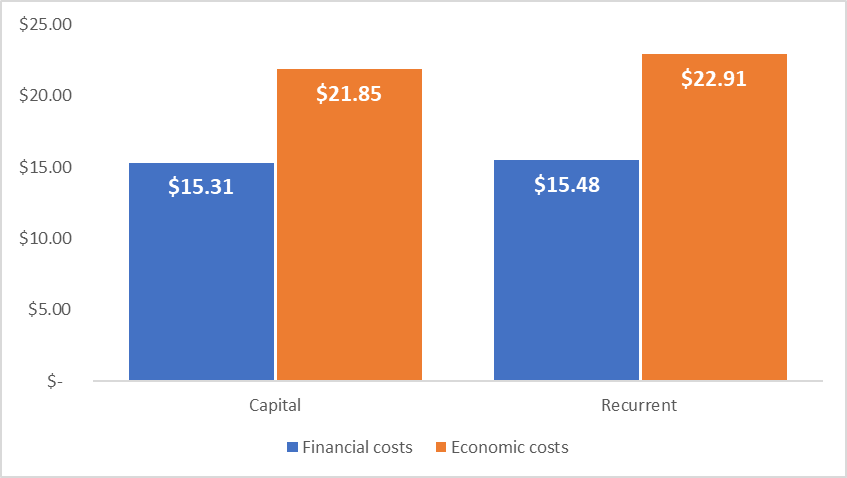 $25.00
$20.00
$15.00
$10.00
$5.00
$-
$15.31
$21.85
$15.48
$22.91
Capital
Recurrent
Financial costs
Economic costs